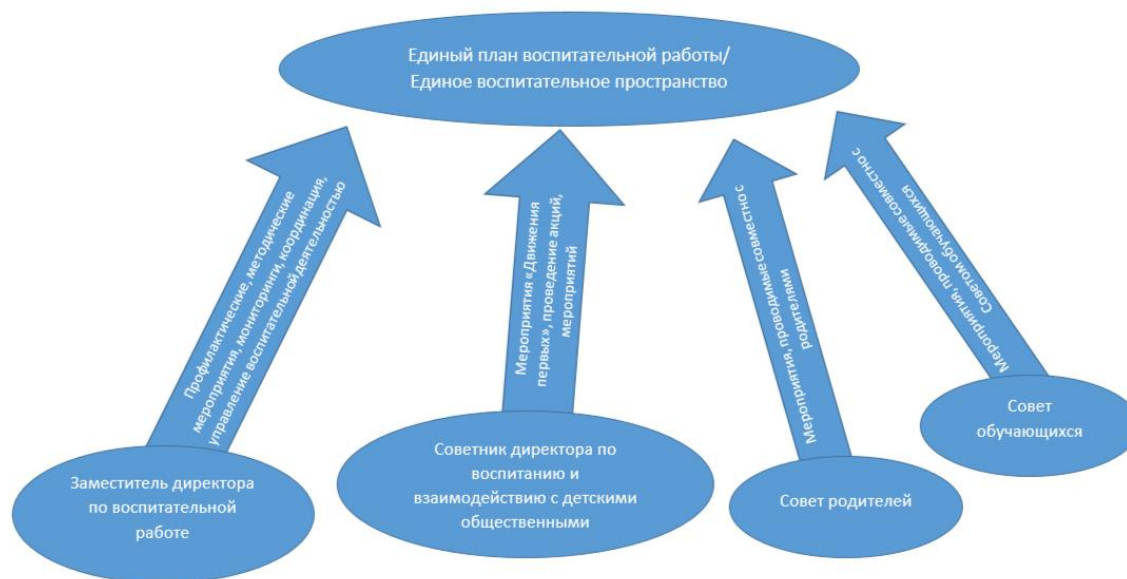 Единый план воспитательной работы/
Единое воспитательное пространство
Профилактические, методические
мероприятия, мониторинги, координация,
управление воспитательной деятельностью
Мероприятия «Движения
первых», проведение акций,
мероприятий
Мероприятия, проводимые совместно с
родителями
Мероприятия, проводимые совместно с
Советом обучающихся
Заместитель директора
по воспитательной
работе
Советник директора по
воспитанию и
взаимодействию с детскими
общественными
Совет родителей
Совет
обучающихся